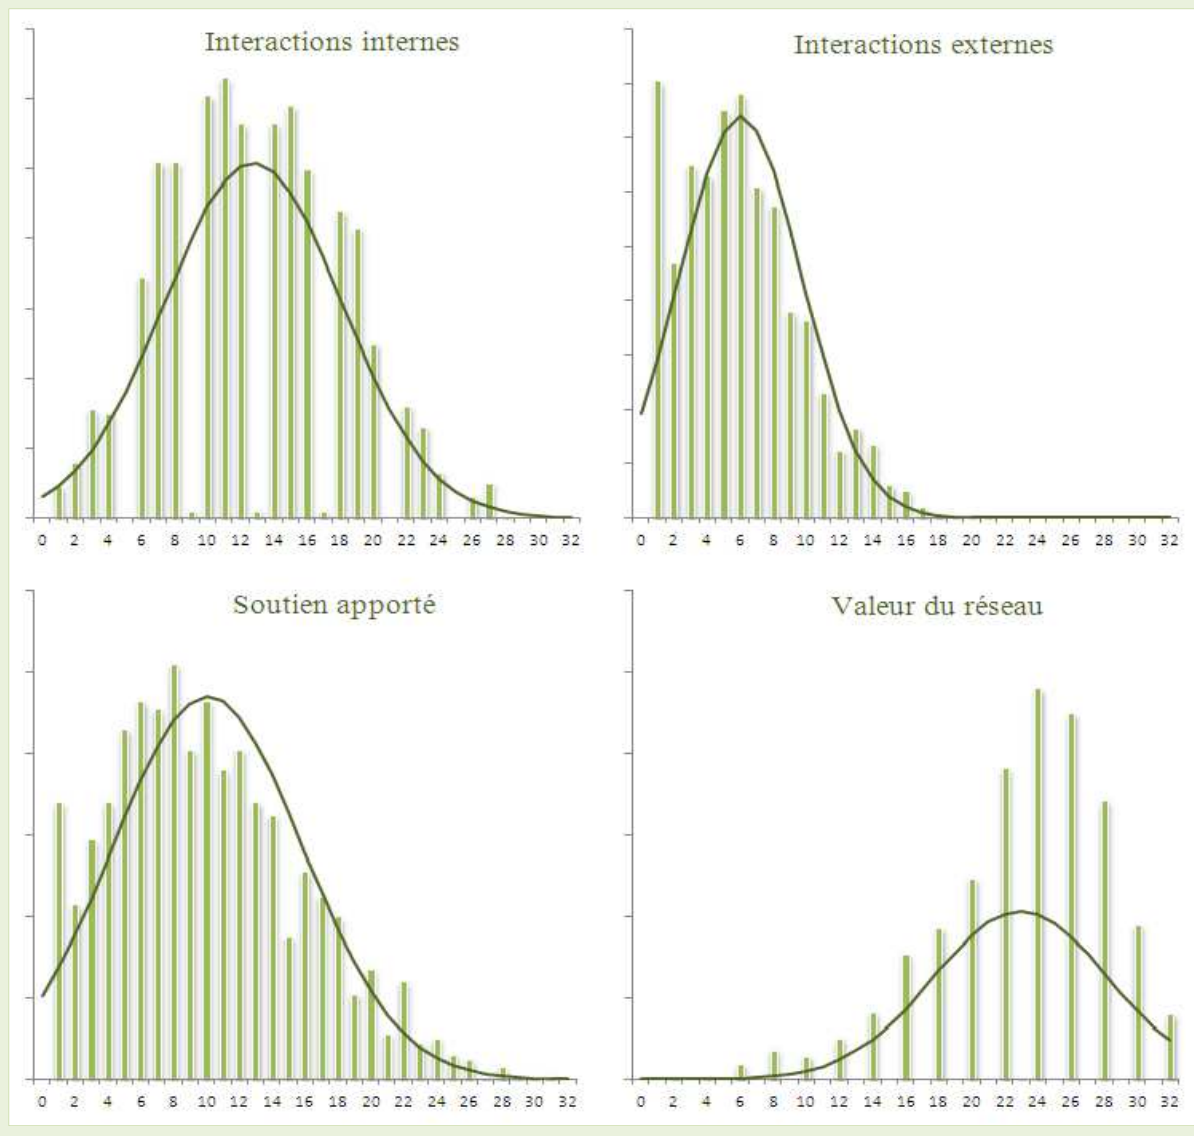 Interactions internes
0 2 4 6 8 10 12 14 16 18 20 22 24 26 28 30 32
Interactions externes
0 2 4 6 8 10 12 14 16 18 20 22 24 26 28 30 32
Soutien apporté
0 2 4 6 8 10 12 14 16 18 20 22 24 26 28 30 32
Valeur du réseau
0 2 4 6 8 10 12 14 16 18 20 22 24 26 28 30 32